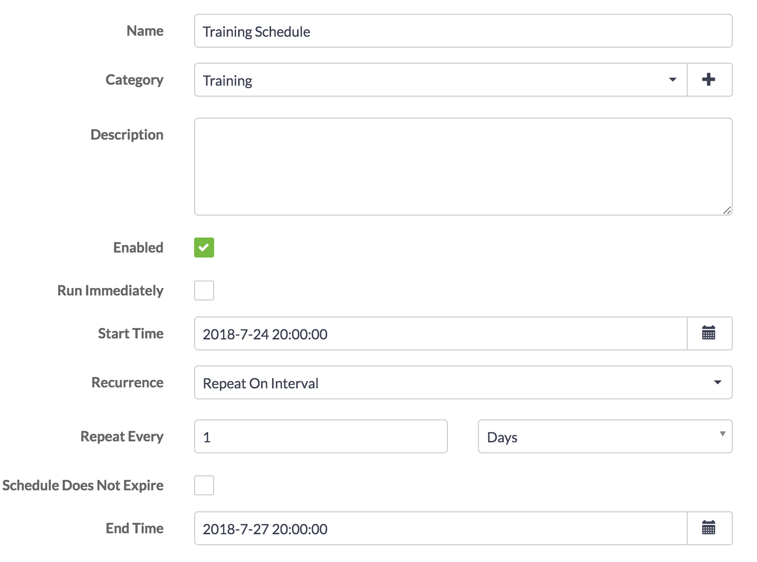 Name Training Schedule
Category Training
Description
Enabled
Run Immediately
Start Time 2018-7-24 20:00:00
Recurrence Repeat On Interval
Repeat Every 1 Days
Schedule Does Not Expire
End Time 2018-7-27 20:00:00